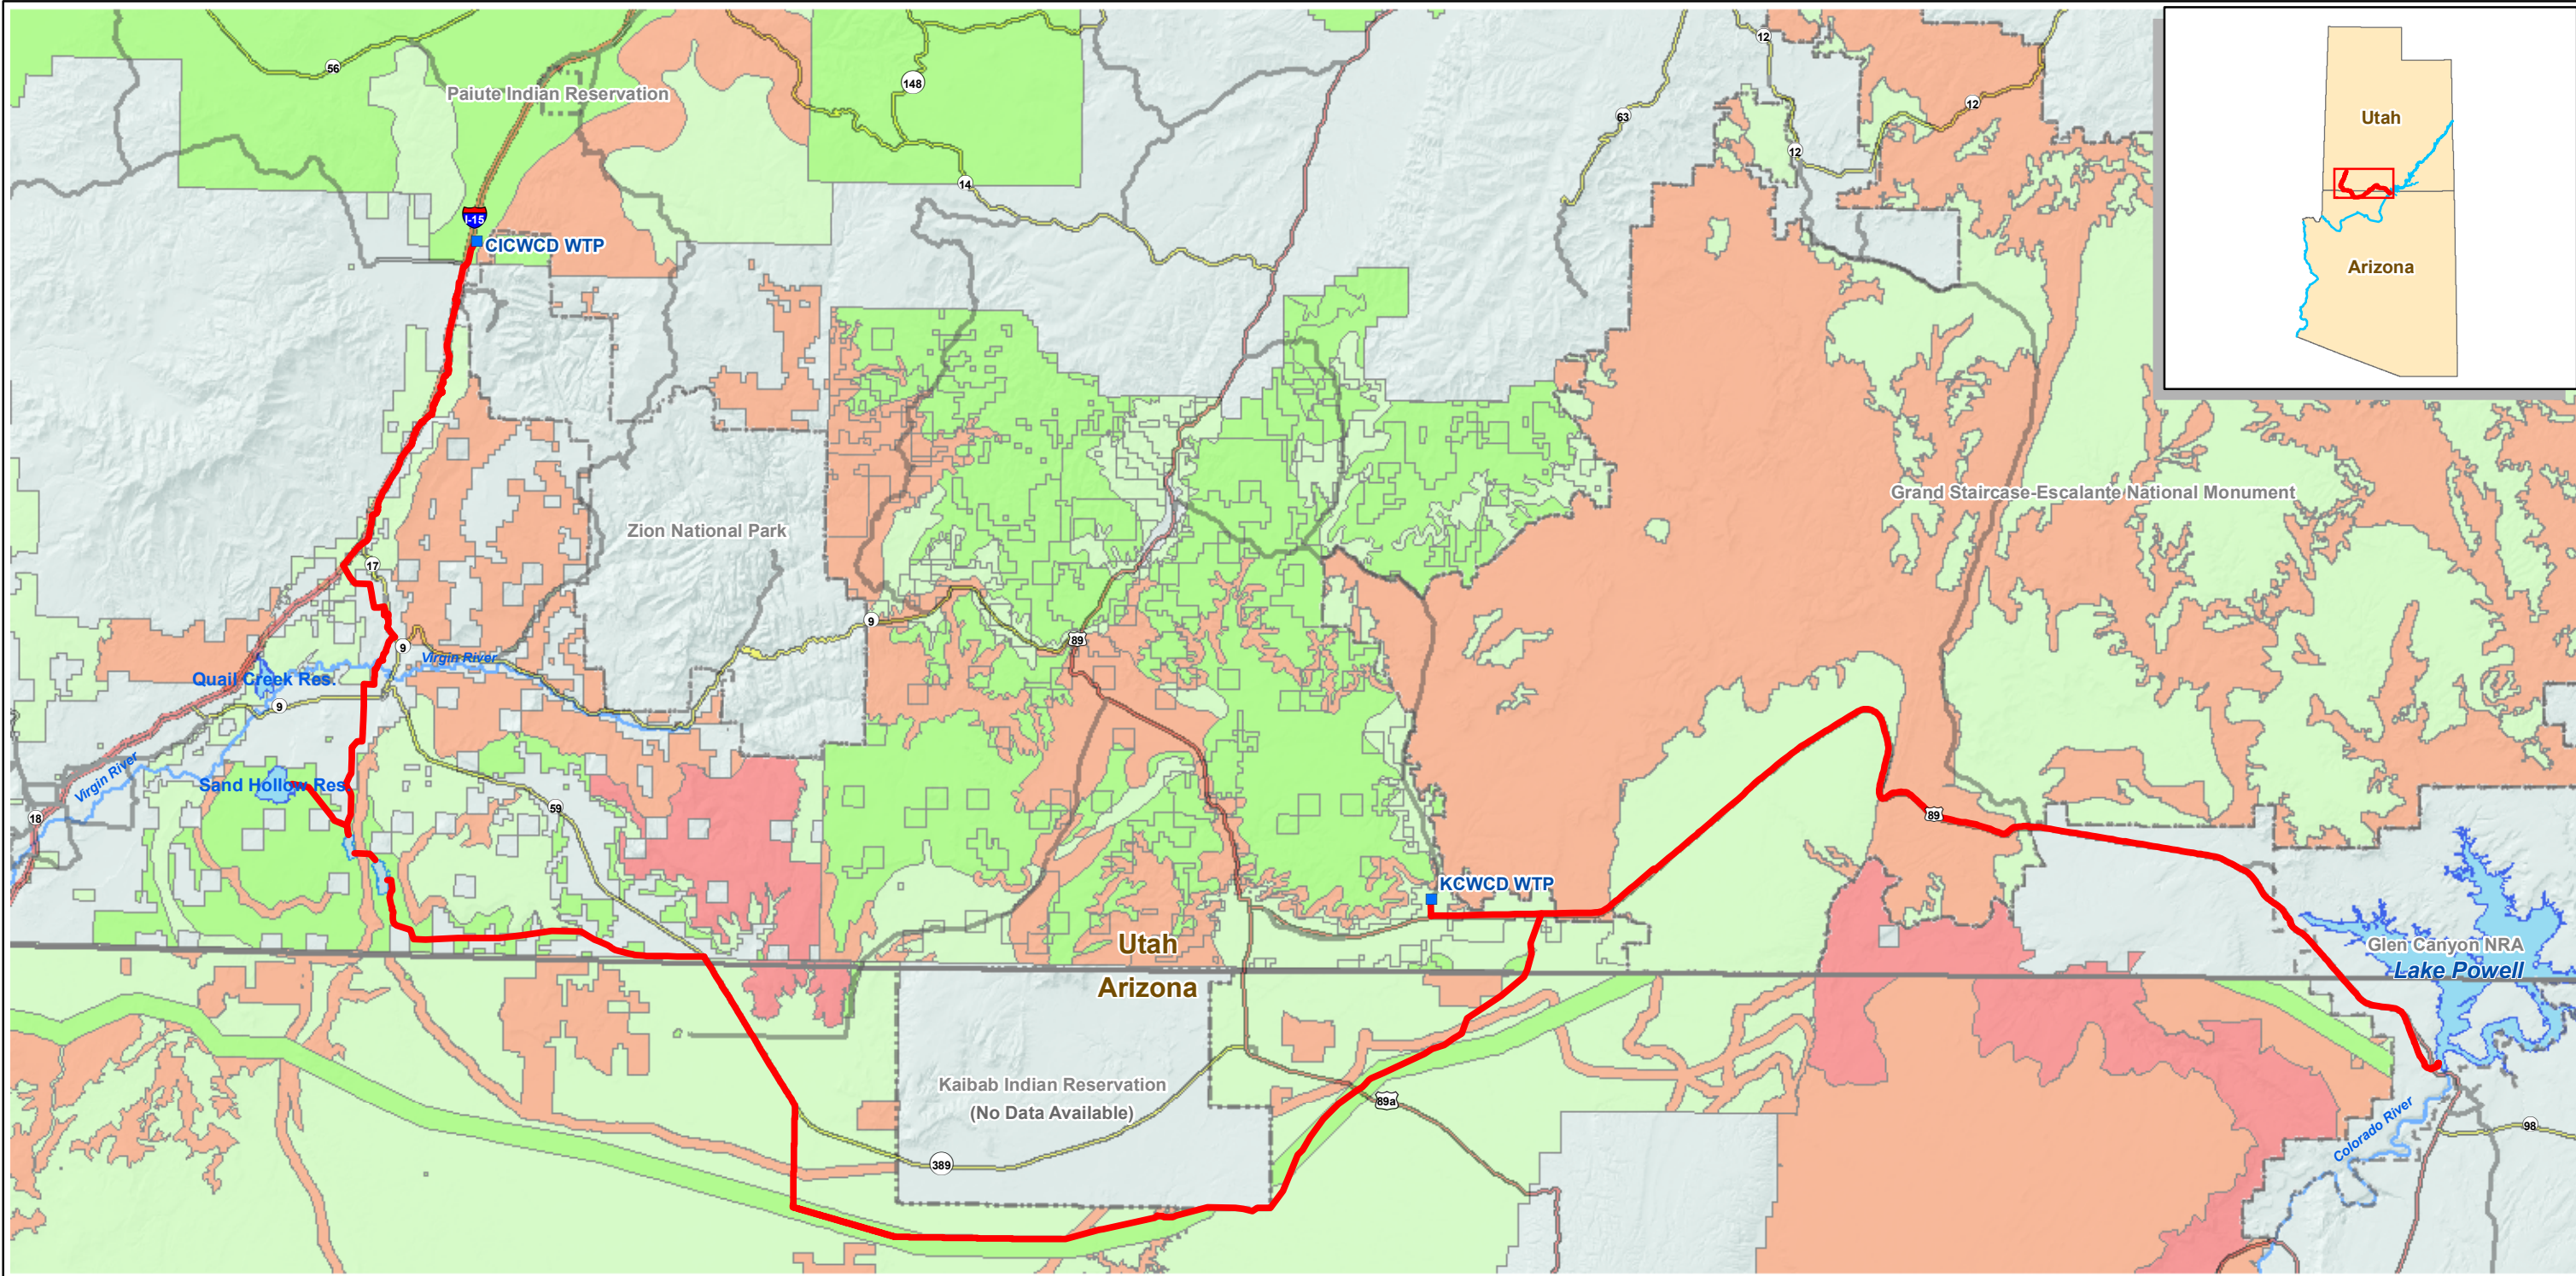 56
Paiute Indian Reservation
148
12
Utah
12
63
12
14
I-15
CICWCD WTP
Arizona
Grand Staircase-Escalante National Monument
Zion National Park
17
9
89
9
Virgin River
Quail Creek Res.
9
Virgin River
Sand Hollow Res.
59
18
89
KCWCD WTP
Utah
Glen Canyon NRA
Lake Powell
Arizona
Kaibab Indian Reservation
(No Data Available)
89a
Colorado River
98
389